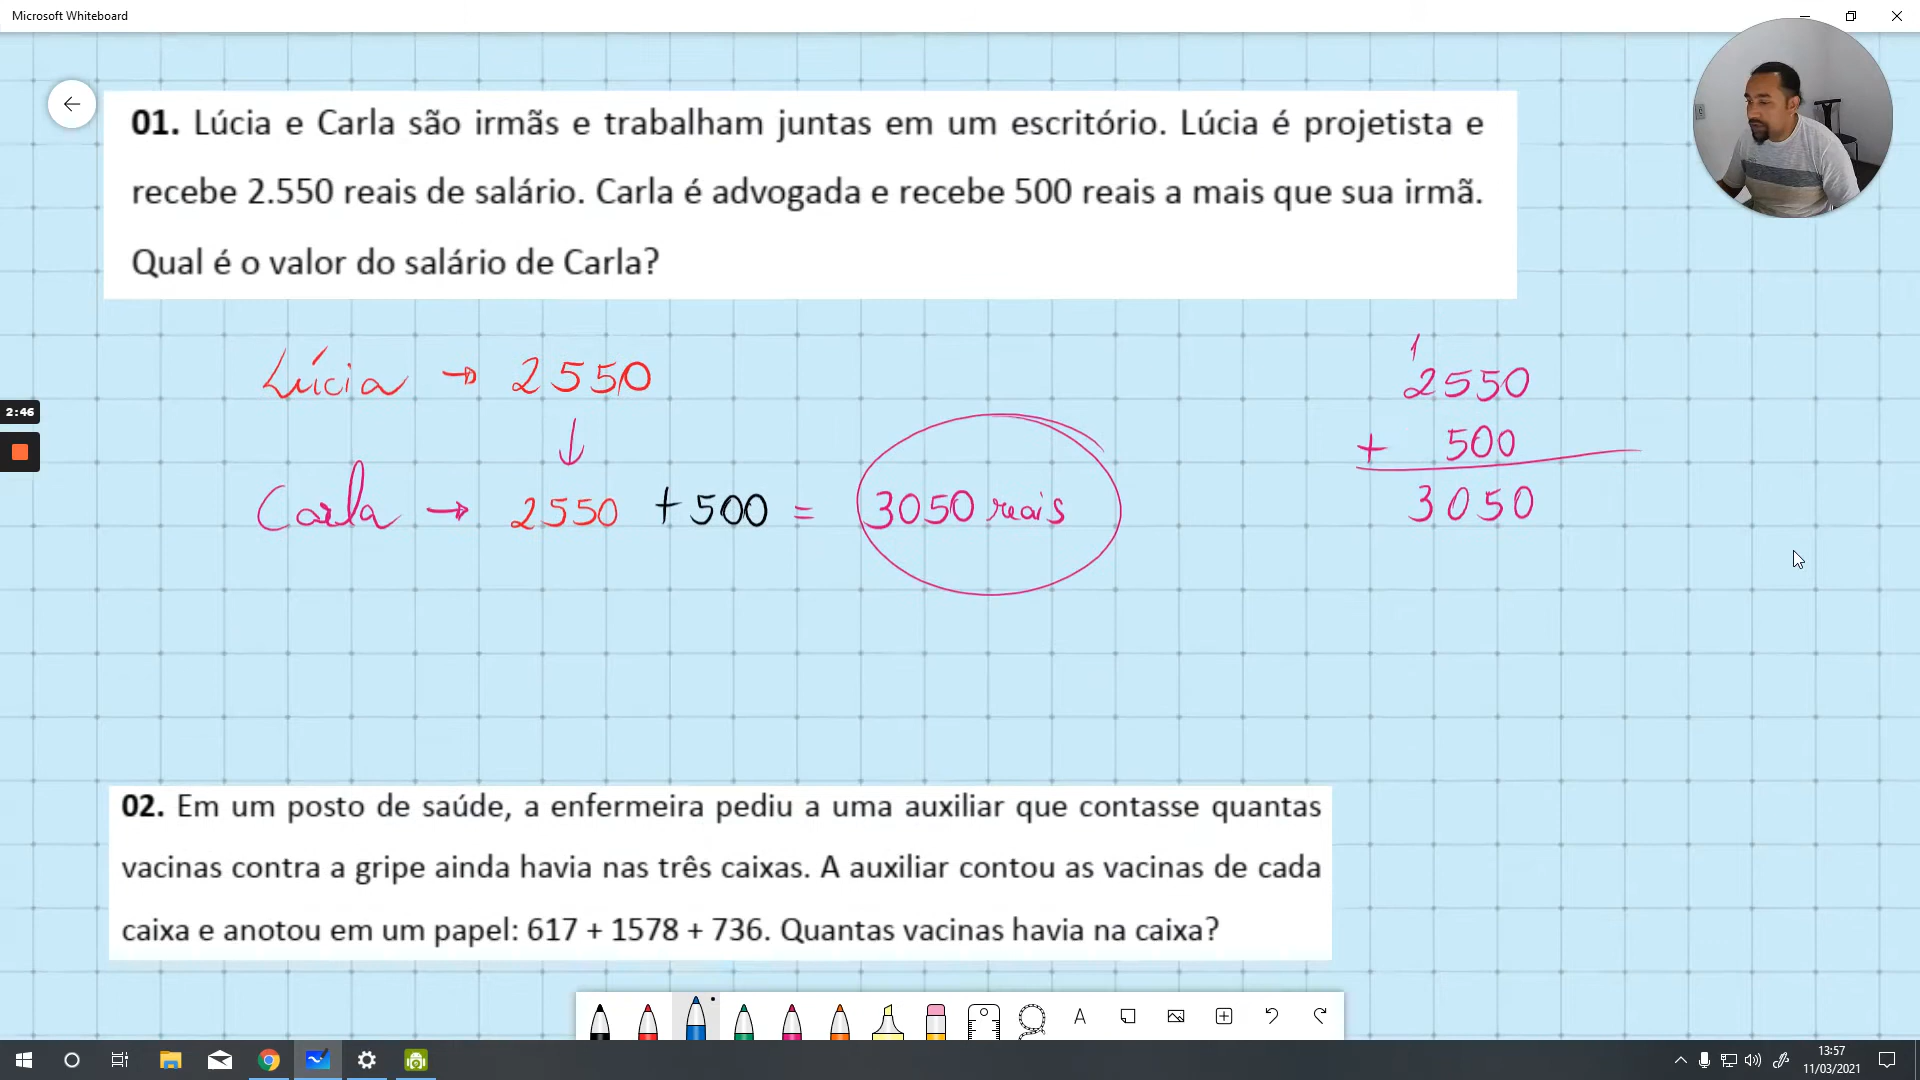 Microsoft Whiteboard
01. Lúcia e Carla são irmãs e trabalham juntas em um escritório. Lúcia é projetista e
recebe 2.550 reais de salário. Carla é advogada e recebe 500 reais a mais que sua irmã.
Qual é o valor do salário de Carla?
Lúcia → 2550
↓
Carla → 2550 +500 = 3050 reais
1
2550
+ 500
3050
2:46
02. Em um posto de saúde, a enfermeira pediu a uma auxiliar que contasse quantas
vacinas contra a gripe ainda havia nas três caixas. A auxiliar contou as vacinas de cada
caixa e anotou em um papel: 617 + 1578 + 736. Quantas vacinas havia na caixa?
A
13:57
11/03/2021